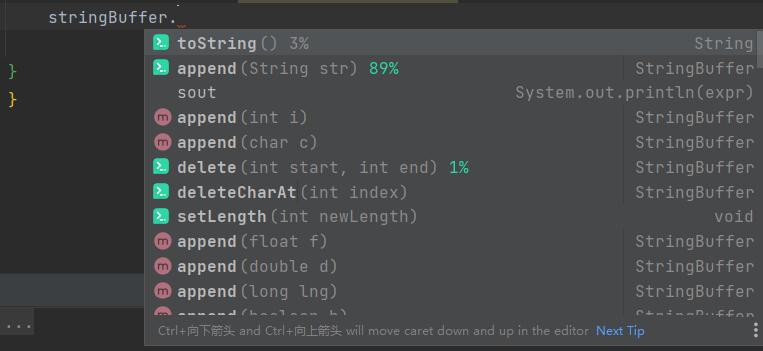 stringBuffer.
toString() 3% String
append(String str) 89% StringBuffer
sout System.out.println(expr)
append(int i) StringBuffer
append(char c) StringBuffer
}
delete(int start, int end) 1% StringBuffer
}
deleteCharAt(int index) StringBuffer
setLength(int newLength) void
append(float f) StringBuffer
append(double d) StringBuffer
append(long lng) StringBuffer
append(boolean b) StringBuffer
...
Ctrl+向下箭头 and Ctrl+向上箭头 will move caret down and up in the editor Next Tip